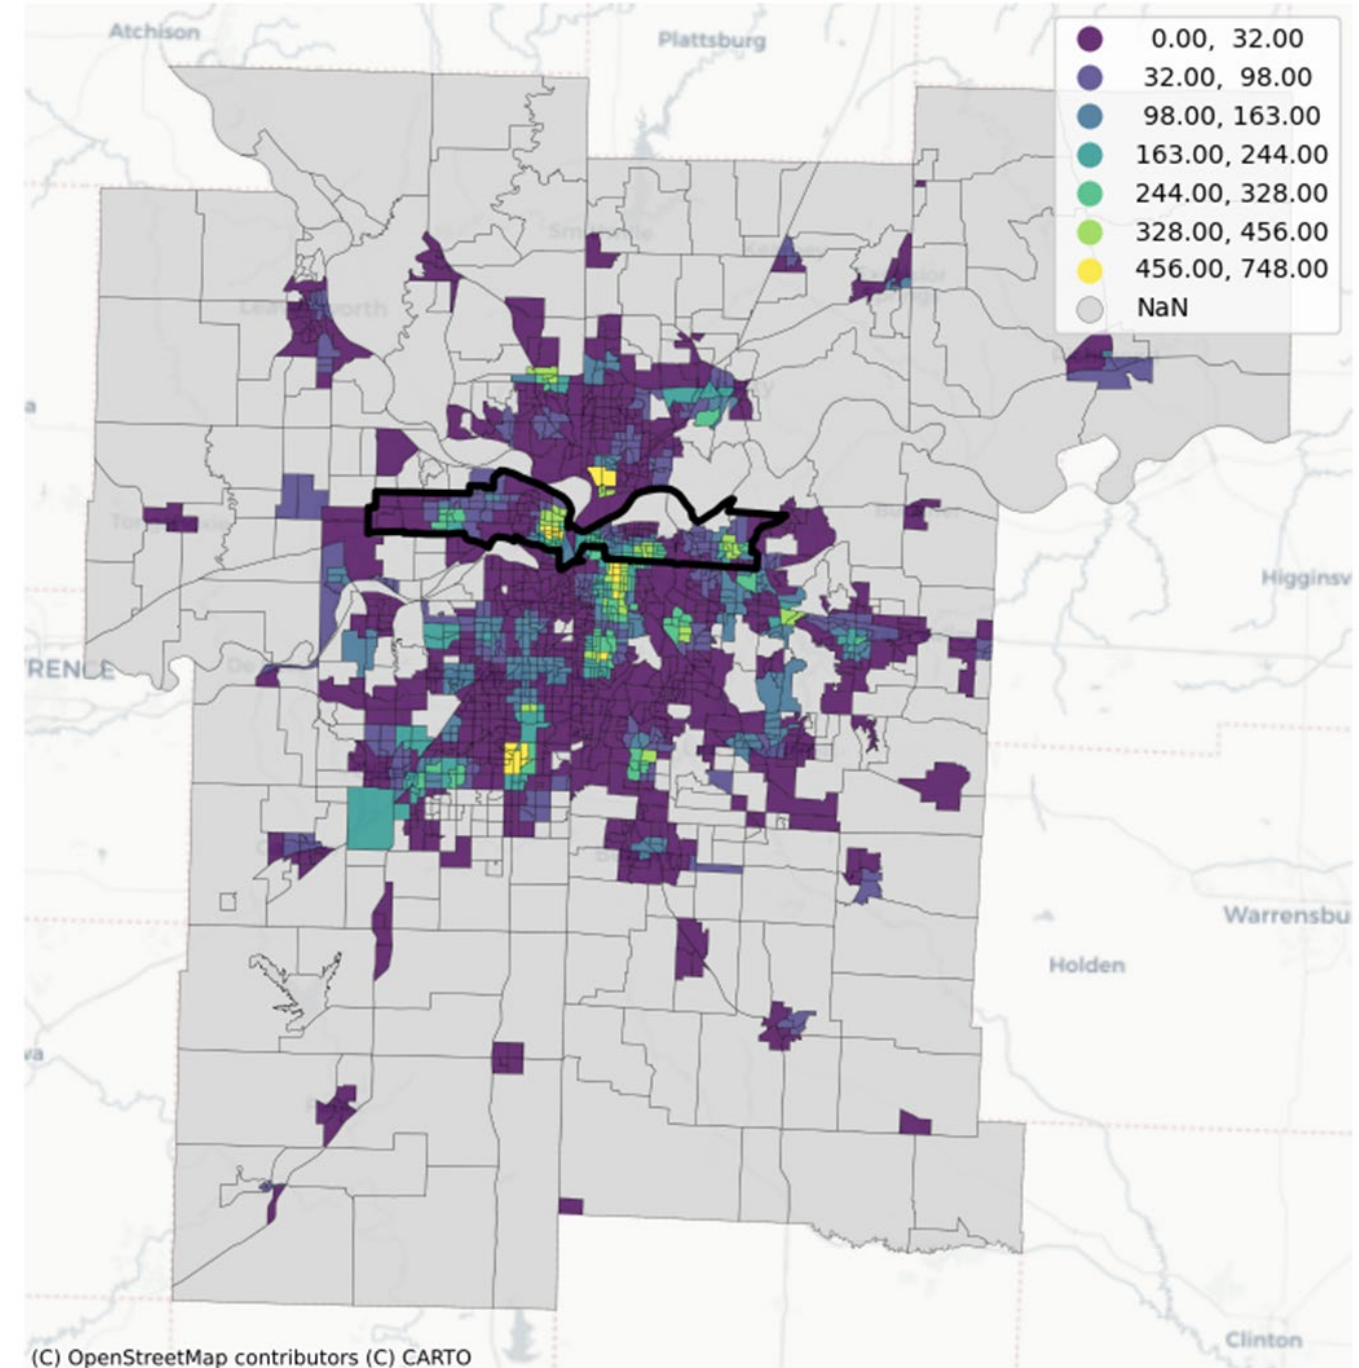 Atchison
Plattsburg
0.00, 32.00
32.00, 98.00
98.00, 163.00
163.00, 244.00
244.00, 328.00
328.00, 456.00
456.00, 748.00
NaN
Higginsv
RENCE
Warrensbu
Holden
Clinton
(C) OpenStreetMap contributors (C) CARTO